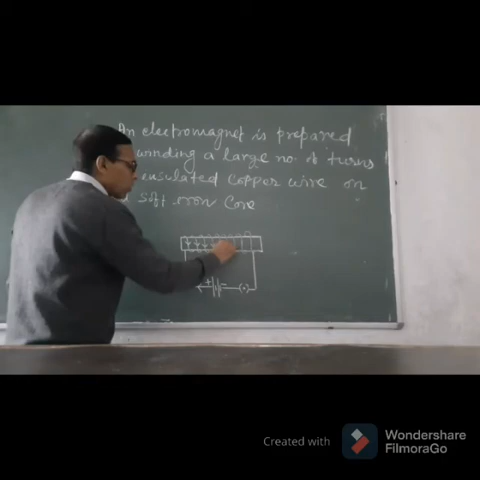 An electromagnet is prepared
winding a large no. of turns
insulated copper wire on
soft iron Core
+
Created with
Wondershare
FilmoraGo